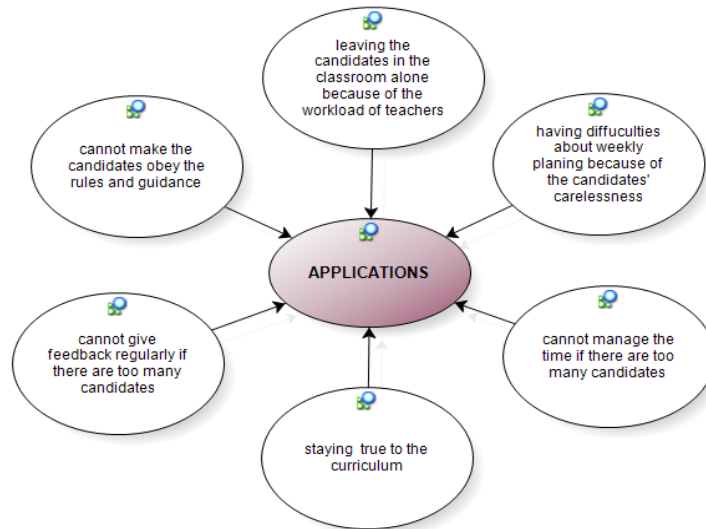 leaving the
candidates in the
classroom alone
because of the
workload of teachers
cannot make the
candidates obey the
rules and guidance
having diffuculties
about weekly
planing because of
the candidates'
carelessness
APPLICATIONS
cannot give
feedback regularly if
there are too many
candidates
cannot manage the
time if there are too
many candidates
staying true to the
curriculum